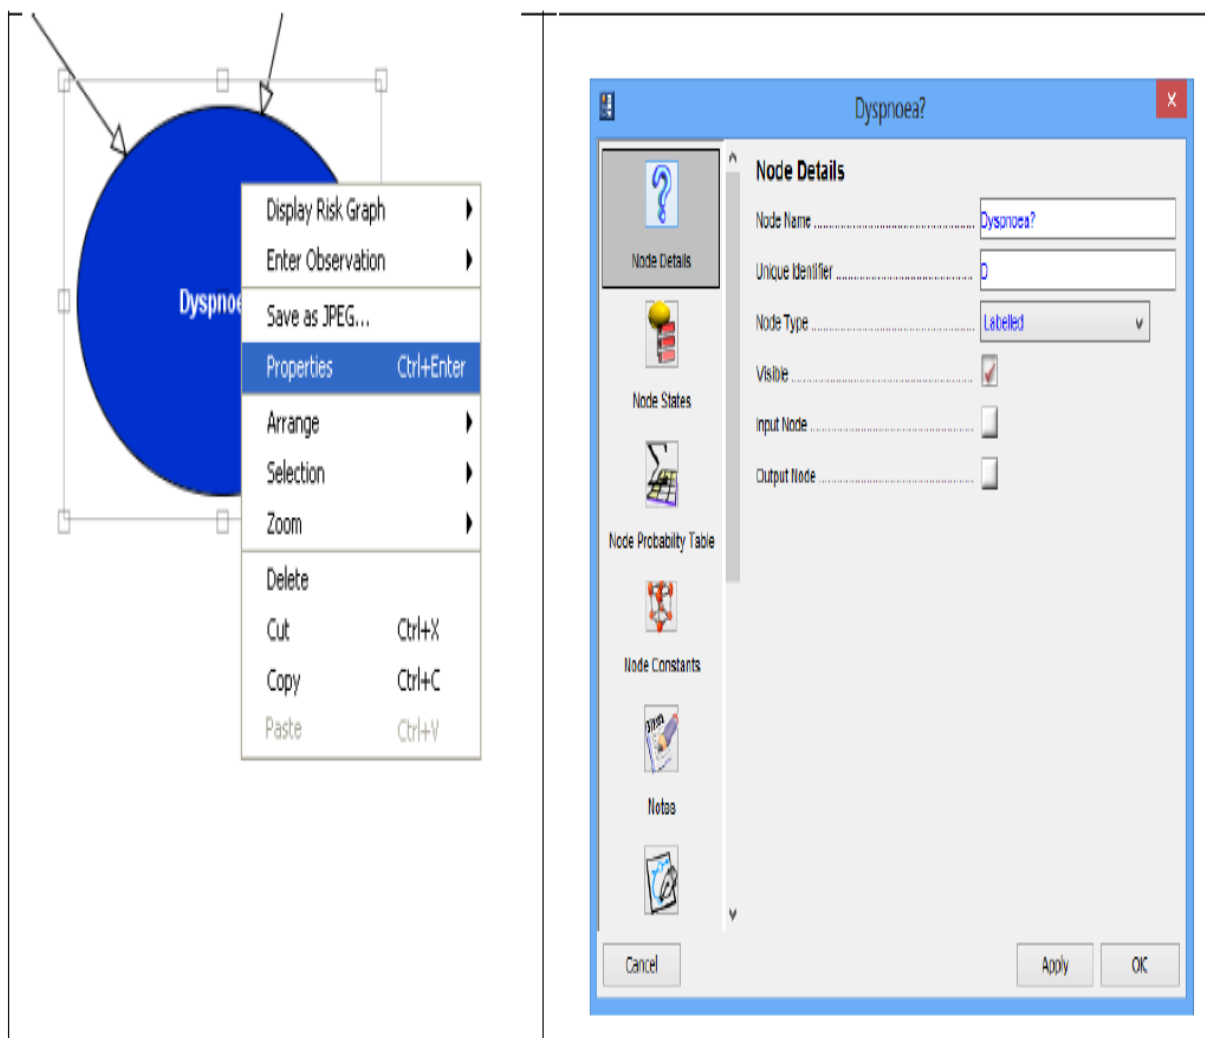 Dyspnoe
Display Risk Graph
Enter Observation
Save as JPEG...
Properties Ctrl+Enter
Arrange
Selection
Zoom
Delete
Cut Ctrl+X
Copy Ctrl+C
Paste Ctrl+V
Dyspnoea?
X
Node Details
Node States
Node Probability Table
Node Constants
Notes
Node Details
Node Name Dyspnoea?
Unique Identifier D
Node Type Labelled
Visible
Input Node
Output Node
Cancel
Apply
OK